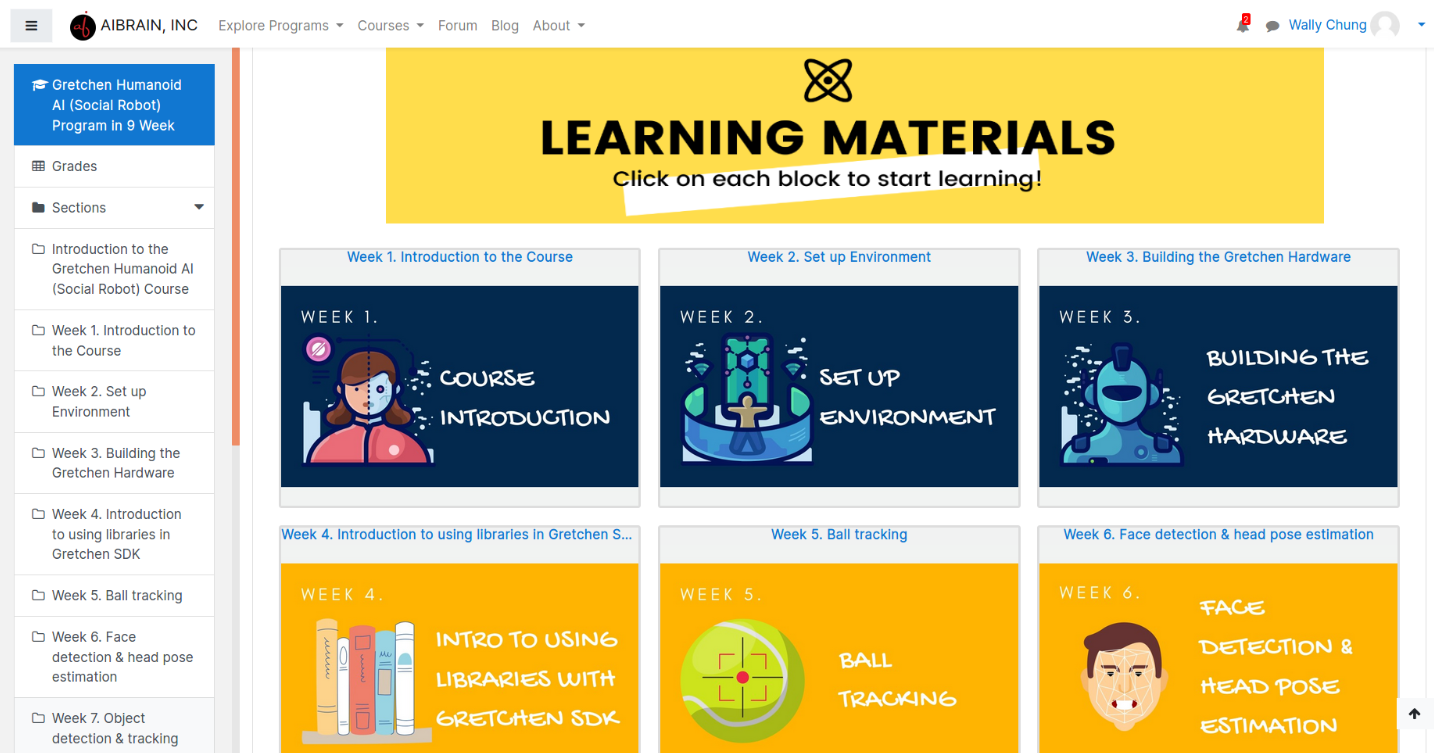 AIBRAIN, INC
Explore Programs
Courses
Forum
Blog
About
2
Wally Chung
Gretchen Humanoid
AI (Social Robot)
Program in 9 Week
Grades
Sections
Introduction to the
Gretchen Humanoid AI
(Social Robot) Course
Week 1. Introduction to
the Course
Week 2. Set up
Environment
Week 3. Building the
Gretchen Hardware
Week 4. Introduction
to using libraries in
Gretchen SDK
Week 5. Ball tracking
Week 6. Face
detection & head pose
estimation
Week 7. Object
detection & tracking
LEARNING MATERIALS
Click on each block to start learning!
Week 1. Introduction to the Course
WEEK 1.
COURSE
INTRODUCTION
Week 2. Set up Environment
WEEK 2.
SET UP
ENVIRONMENT
Week 3. Building the Gretchen Hardware
WEEK 3.
BUILDING THE
GRETCHEN
HARDWARE
Week 4. Introduction to using libraries in Gretchen S...
WEEK 4.
INTRO TO USING
LIBRARIES WITH
GRETCHEN SDK
Week 5. Ball tracking
WEEK 5.
BALL
TRACKING
Week 6. Face detection & head pose estimation
WEEK 6.
FACE
DETECTION &
HEAD POSE
ESTIMATION